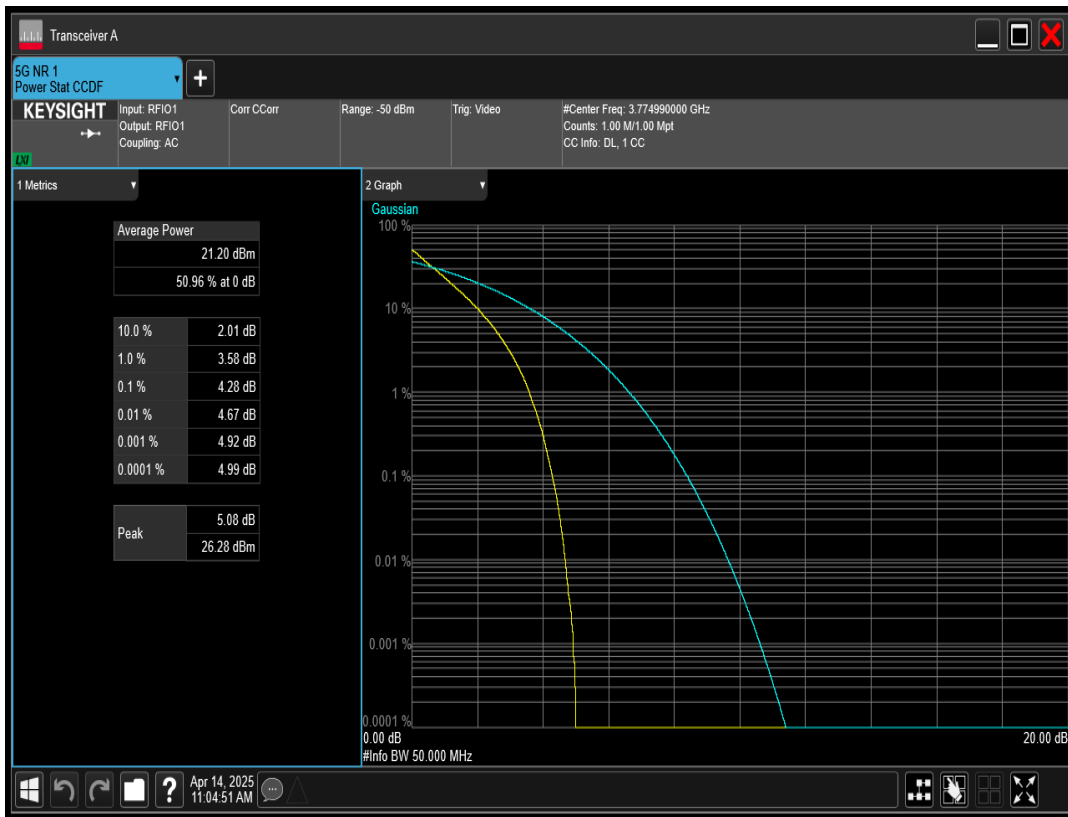 Transceiver A
5G NR 1
Power Stat CCDF
+
KEYSIGHT
LXI
Input: RFIO1
Output: RFIO1
Coupling: AC
Corr CCorr
Range: -50 dBm
Trig: Video
#Center Freq: 3.774990000 GHz
Counts: 1.00 M/1.00 Mpt
CC Info: DL, 1 CC
1 Metrics
Average Power
21.20 dBm
50.96 % at 0 dB
10.0 % 2.01 dB
1.0 % 3.58 dB
0.1 % 4.28 dB
0.01 % 4.67 dB
0.001 % 4.92 dB
0.0001 % 4.99 dB
Peak
5.08 dB
26.28 dBm
2 Graph
Gaussian
100 %
10 %
1 %
0.1 %
0.01 %
0.001 %
0.0001 %
0.00 dB 20.00 dB
#Info BW 50.000 MHz
?
Apr 14, 2025
11:04:51 AM